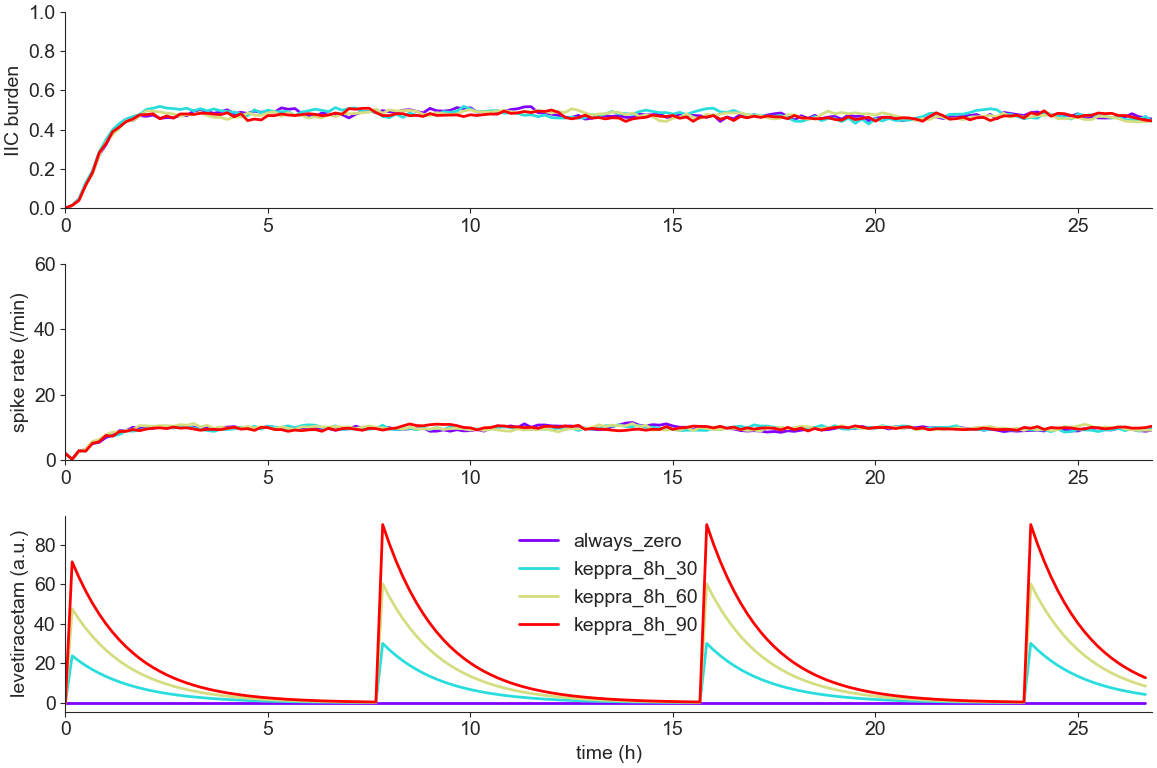 IIC burden
1.0
0.8
0.6
0.4
0.2
0.0
0 5 10 15 20 25
spike rate (/min)
60
40
20
0
0 5 10 15 20 25
levetiracetam (a.u.)
80
60
40
20
0
always_zero
keppra_8h_30
keppra_8h_60
keppra_8h_90
0 5 10 15 20 25
time (h)